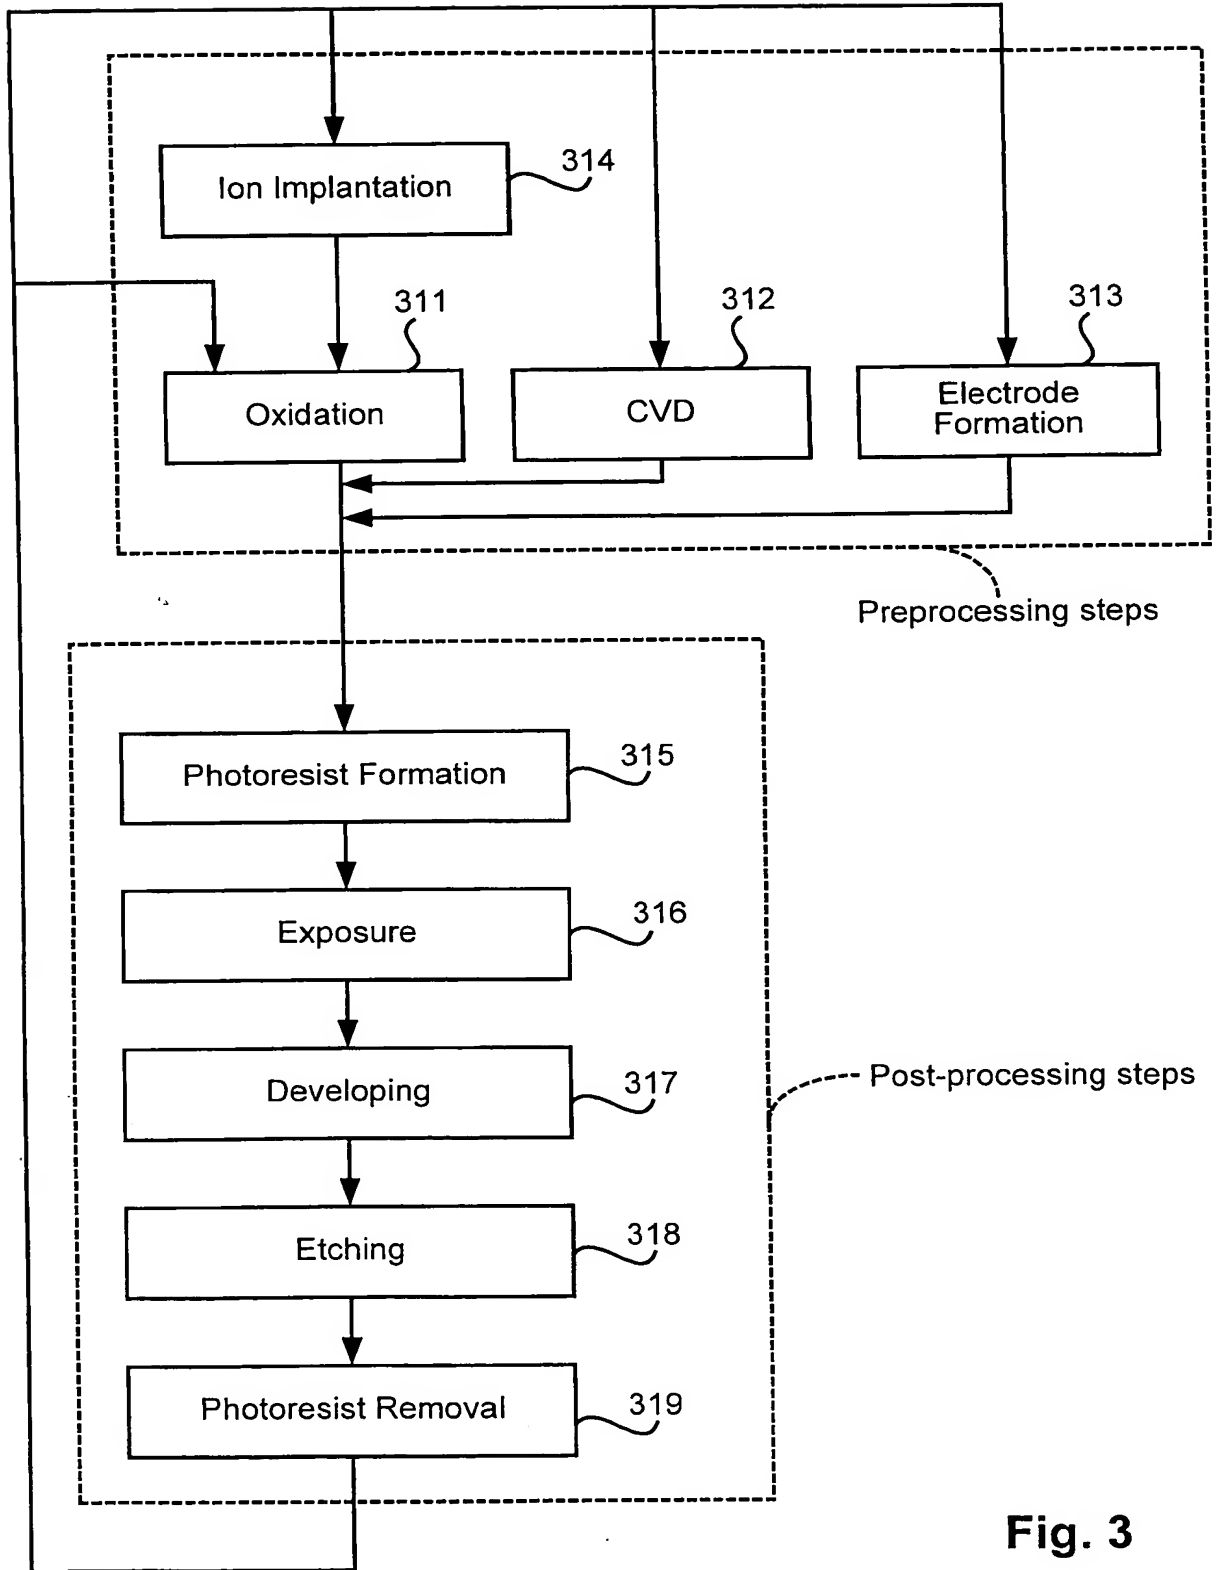 314
Ion Implantation
311
312
313
Oxidation
CVD
Electrode
Formation
Preprocessing steps
315
Photoresist Formation
316
Exposure
317
Developing
Post-processing steps
318
Etching
319
Photoresist Removal
Fig. 3